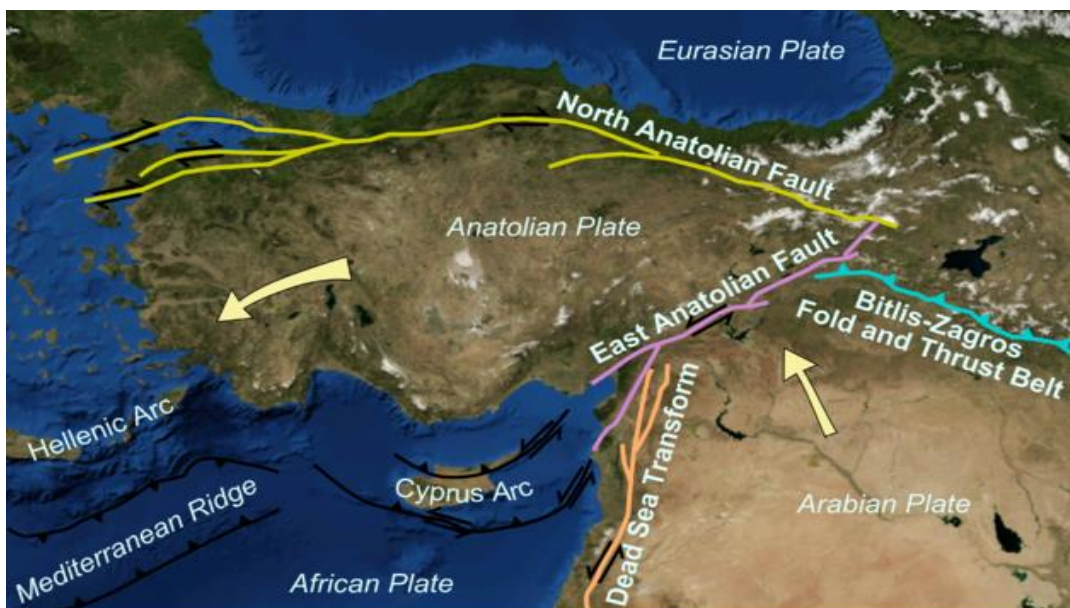 Eurasian Plate
North Anatolian Fault
Anatolian Plate
East Anatolian Fault
Bitlis-Zagros
Fold and Thrust Belt
Hellenic Arc
Cyprus Arc
Dead Sea Transform
Arabian Plate
Mediterranean Ridge
African Plate